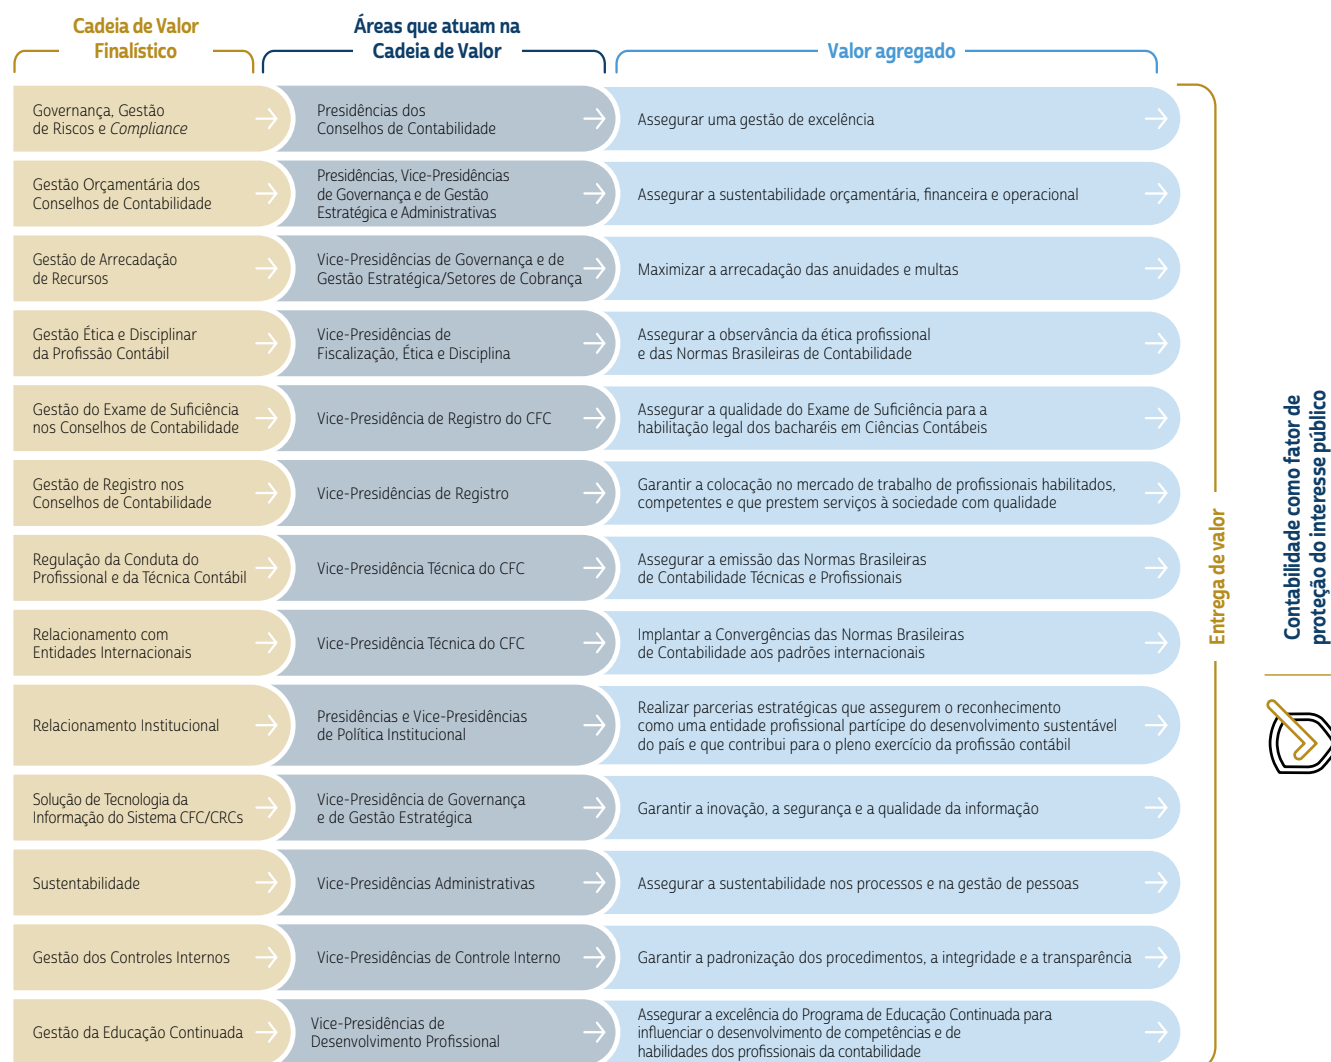 Cadeia de Valor
Finalístico
Áreas que atuam na
Cadeia de Valor
Valor agregado
Governança, Gestão
de Riscos e Compliance
Presidências dos
Conselhos de Contabilidade
Assegurar uma gestão de excelência
Gestão Orçamentária dos
Conselhos de Contabilidade
Presidências, Vice-Presidências
de Governança e de Gestão
Estratégica e Administrativas
Assegurar a sustentabilidade orçamentária, financeira e operacional
Gestão de Arrecadação
de Recursos
Vice-Presidências de Governança e de
Gestão Estratégica/Setores de Cobrança
Maximizar a arrecadação das anuidades e multas
Gestão Ética e Disciplinar
da Profissão Contábil
Vice-Presidências de
Fiscalização, Ética e Disciplina
Assegurar a observância da ética profissional
e das Normas Brasileiras de Contabilidade
Gestão do Exame de Suficiência
nos Conselhos de Contabilidade
Vice-Presidência de Registro do CFC
Assegurar a qualidade do Exame de Suficiência para a
habilitação legal dos bacharéis em Ciências Contábeis
Gestão de Registro nos
Conselhos de Contabilidade
Vice-Presidências de Registro
Garantir a colocação no mercado de trabalho de profissionais habilitados,
competentes e que prestem serviços à sociedade com qualidade
Regulação da Conduta do
Profissional e da Técnica Contábil
Vice-Presidência Técnica do CFC
Assegurar a emissão das Normas Brasileiras
de Contabilidade Técnicas e Profissionais
Relacionamento com
Entidades Internacionais
Vice-Presidência Técnica do CFC
Implantar a Convergências das Normas Brasileiras
de Contabilidade aos padrões internacionais
Relacionamento Institucional
Presidências e Vice-Presidências
de Política Institucional
Realizar parcerias estratégicas que assegurem o reconhecimento
como uma entidade profissional partícipe do desenvolvimento sustentável
do país e que contribui para o pleno exercício da profissão contábil
Solução de Tecnologia da
Informação do Sistema CFC/CRCs
Vice-Presidência de Governança
e de Gestão Estratégica
Garantir a inovação, a segurança e a qualidade da informação
Sustentabilidade
Vice-Presidências Administrativas
Assegurar a sustentabilidade nos processos e na gestão de pessoas
Gestão dos Controles Internos
Vice-Presidências de Controle Interno
Garantir a padronização dos procedimentos, a integridade e a transparência
Gestão da Educação Continuada
Vice-Presidências de
Desenvolvimento Profissional
Assegurar a excelência do Programa de Educação Continuada para
influenciar o desenvolvimento de competências e de
habilidades dos profissionais da contabilidade
Entrega de valor
Contabilidade como fator de
proteção do interesse público